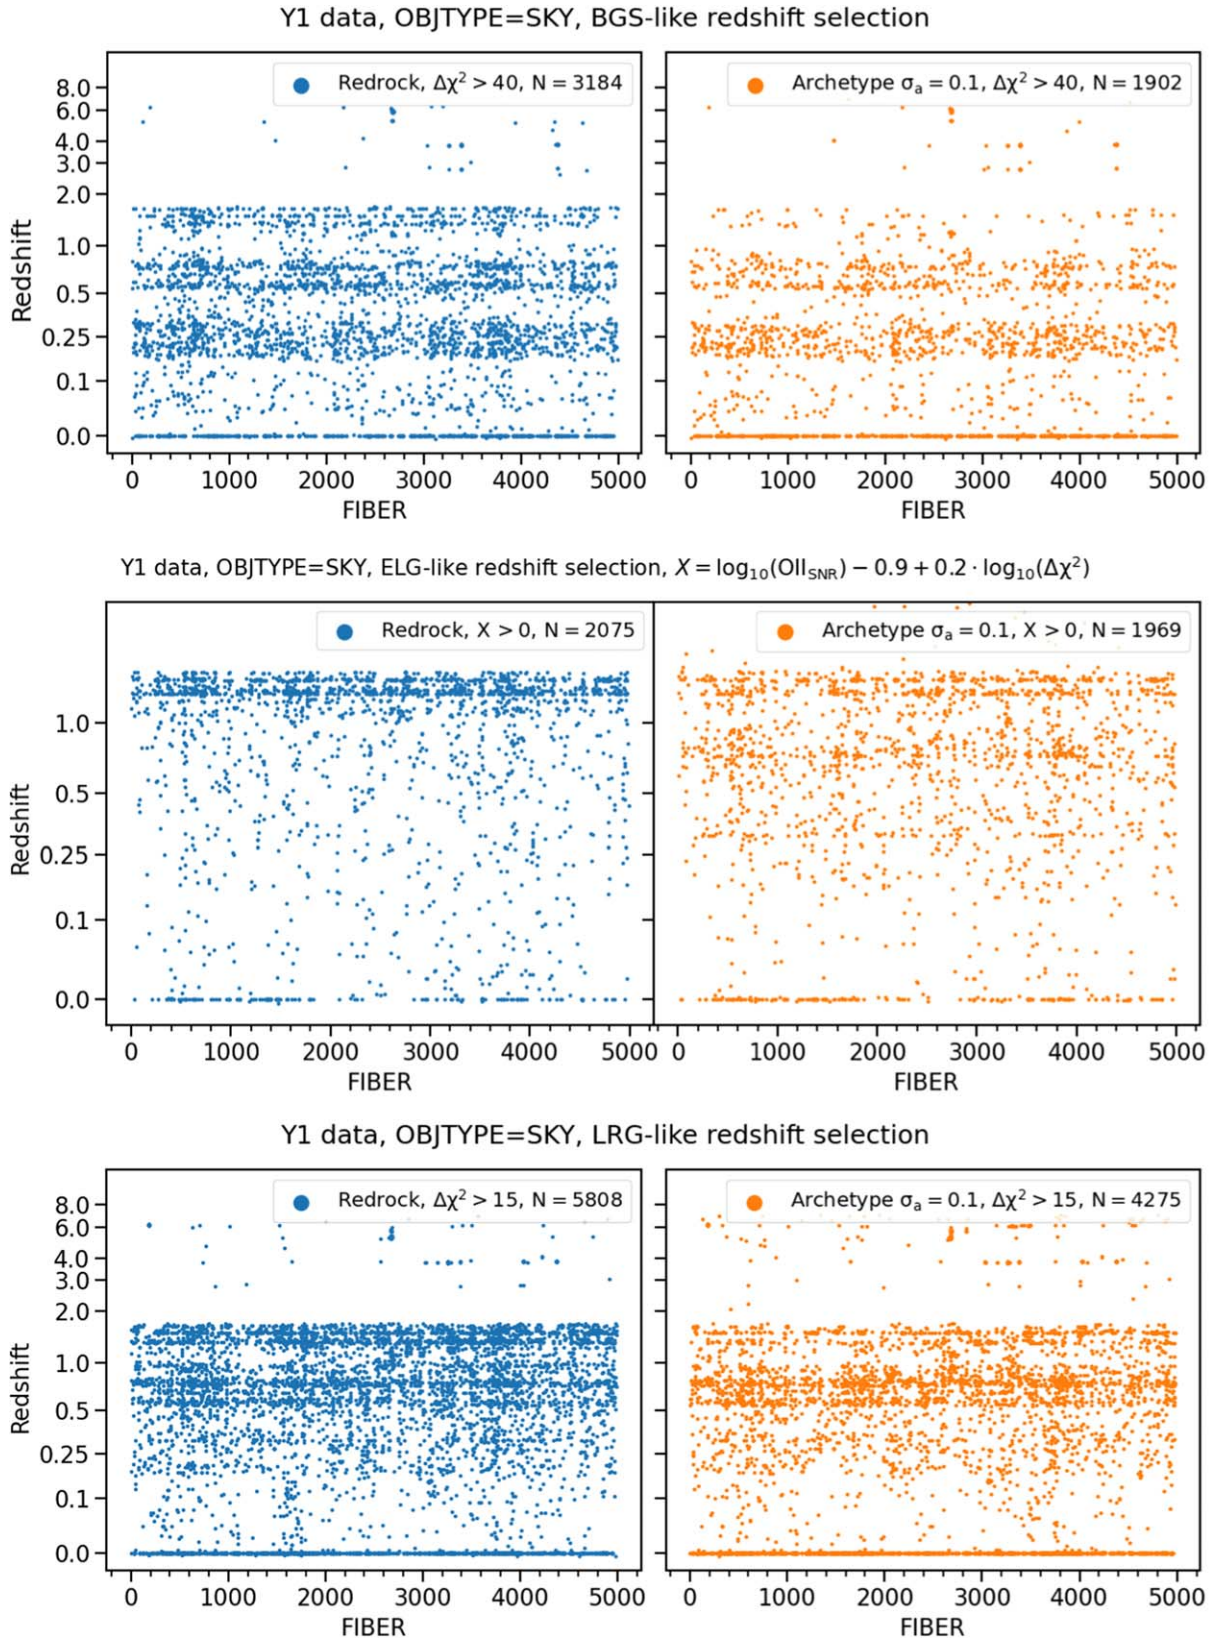 Y1 data, OBJTYPE=SKY, BGS-like redshift selection
Redrock, Δχ² > 40, N = 3184
Archetype σₐ = 0.1, Δχ² > 40, N = 1902
8.0
6.0
4.0
3.0
2.0
1.0
0.5
0.25
0.1
0.0
Redshift
0 1000 2000 3000 4000 5000
0 1000 2000 3000 4000 5000
FIBER
FIBER
Y1 data, OBJTYPE=SKY, ELG-like redshift selection, X = log₁₀(OII_SNR) − 0.9 + 0.2 · log₁₀(Δχ²)
Redrock, X > 0, N = 2075
Archetype σₐ = 0.1, X > 0, N = 1969
1.0
0.5
0.25
0.1
0.0
Redshift
0 1000 2000 3000 4000 5000
0 1000 2000 3000 4000 5000
FIBER
FIBER
Y1 data, OBJTYPE=SKY, LRG-like redshift selection
Redrock, Δχ² > 15, N = 5808
Archetype σₐ = 0.1, Δχ² > 15, N = 4275
8.0
6.0
4.0
3.0
2.0
1.0
0.5
0.25
0.1
0.0
Redshift
0 1000 2000 3000 4000 5000
0 1000 2000 3000 4000 5000
FIBER
FIBER